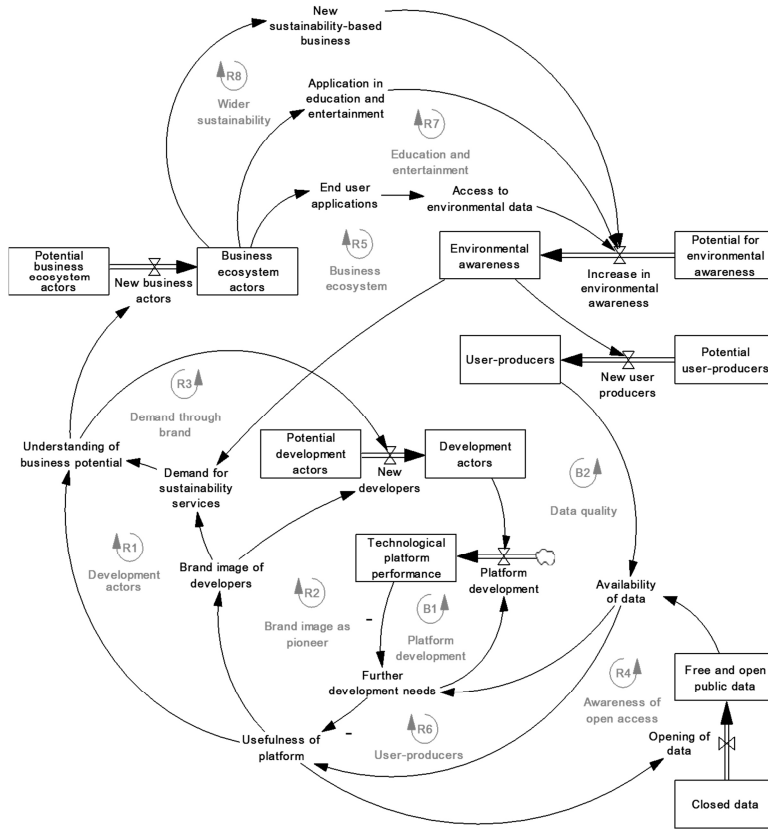 New
sustainability-based
business
R8
Wider
sustainability
Application in
education and
entertainment
R7
Education and
entertainment
End user
applications
Access to
environmental data
R5
Business
ecosystem
Potential
business
ecosystem
actors
New business
actors
Business
ecosystem
actors
Environmental
awareness
Increase in
environmental
awareness
Potential for
environmental
awareness
User-producers
New user
producers
Potential
user-producers
R3
Demand through
brand
Understanding of
business potential
Demand for
sustainability
services
Potential
development
actors
New
developers
Development
actors
B2
Data quality
R1
Development
actors
Brand image of
developers
R2
Brand image as
pioneer
Technological
platform
performance
Platform
development
-
B1
Platform
development
Availability
of data
Further
development needs
R4
Awareness of
open access
Free and open
public data
Usefulness of
platform
-
R6
User-producers
Opening of
data
Closed data